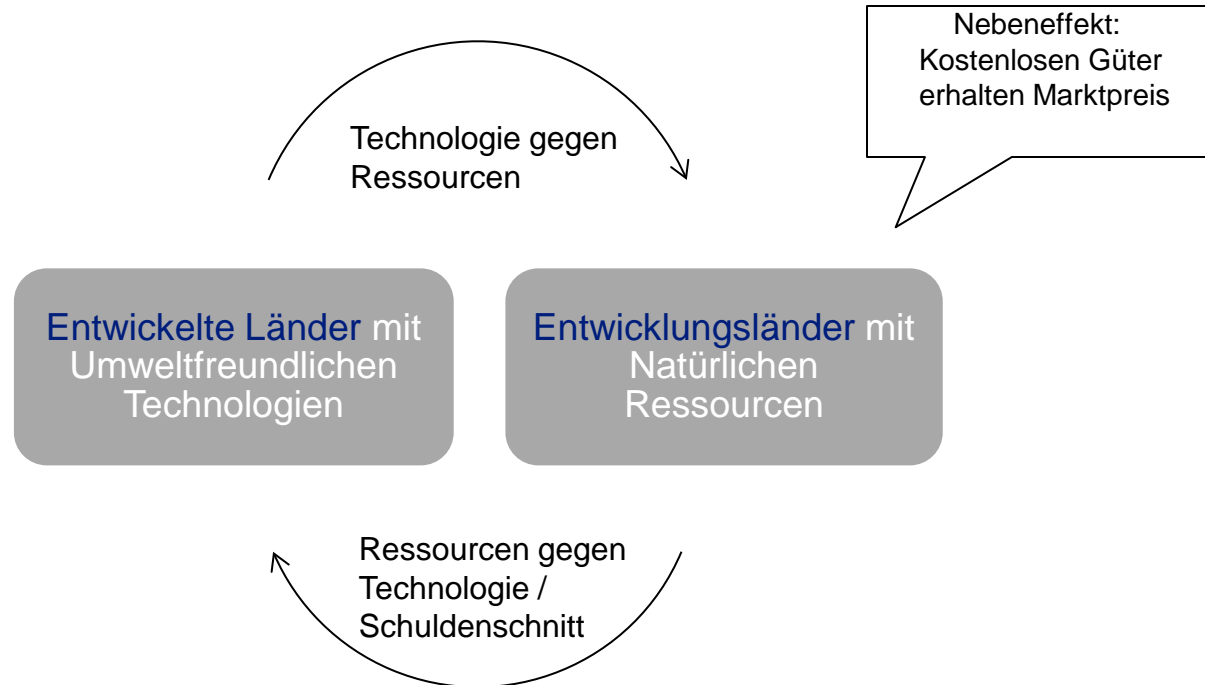 Nebeneffekt:
Kostenlosen Güter
erhalten Marktpreis
Technologie gegen
Ressourcen
Entwickelte Länder mit
Umweltfreundlichen
Technologien
Entwicklungsländer mit
Natürlichen
Ressourcen
Ressourcen gegen
Technologie /
Schuldenschnitt